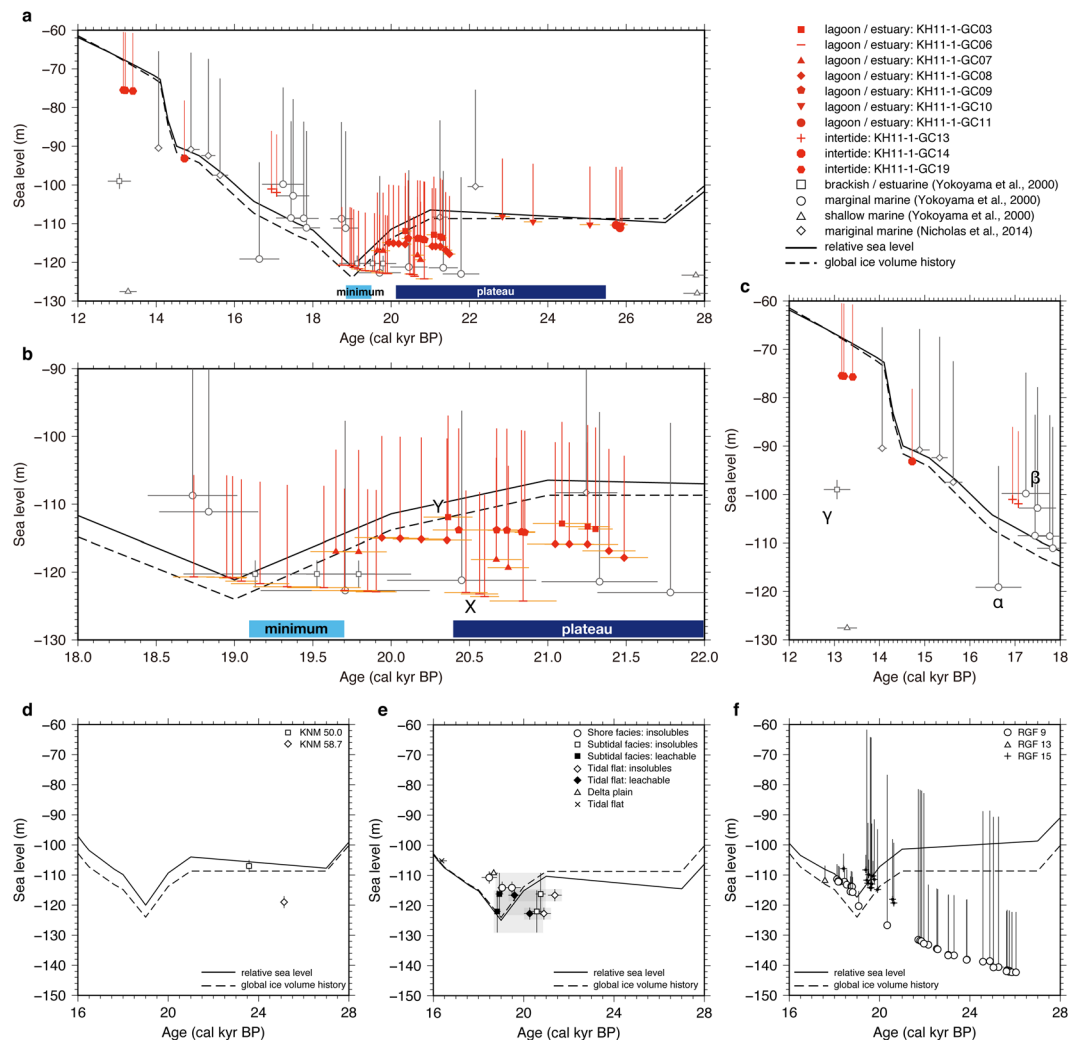 a
−60
−70
−80
−90
−100
−110
−120
−130
Sea level (m)
minimum
plateau
12
14
16
18
20
22
24
26
28
Age (cal kyr BP)
lagoon / estuary: KH11-1-GC03
lagoon / estuary: KH11-1-GC06
lagoon / estuary: KH11-1-GC07
lagoon / estuary: KH11-1-GC08
lagoon / estuary: KH11-1-GC09
lagoon / estuary: KH11-1-GC10
lagoon / estuary: KH11-1-GC11
intertide: KH11-1-GC13
intertide: KH11-1-GC14
intertide: KH11-1-GC19
brackish / estuarine (Yokoyama et al., 2000)
marginal marine (Yokoyama et al., 2000)
shallow marine (Yokoyama et al., 2000)
mariginal marine (Nicholas et al., 2014)
relative sea level
global ice volume history
b
−90
−100
−110
−120
−130
Sea level (m)
Y
X
minimum
plateau
18.0
18.5
19.0
19.5
20.0
20.5
21.0
21.5
22.0
Age (cal kyr BP)
c
−60
−70
−80
−90
−100
−110
−120
−130
Sea level (m)
β
γ
α
12
13
14
15
16
17
18
Age (cal kyr BP)
d
−60
−70
−80
−90
−100
−110
−120
−130
−140
−150
Sea level (m)
KNM 50.0
KNM 58.7
relative sea level
global ice volume history
16
18
20
22
24
26
28
Age (cal kyr BP)
e
−60
−70
−80
−90
−100
−110
−120
−130
−140
−150
Sea level (m)
Shore facies: insolubles
Subtidal facies: insolubles
Subtidal facies: leachable
Tidal flat: insolubles
Tidal flat: leachable
Delta plain
Tidal flat
relative sea level
global ice volume history
16
18
20
22
24
26
28
Age (cal kyr BP)
f
−60
−70
−80
−90
−100
−110
−120
−130
−140
−150
Sea level (m)
RGF 9
RGF 13
RGF 15
relative sea level
global ice volume history
16
18
20
22
24
26
28
Age (cal kyr BP)